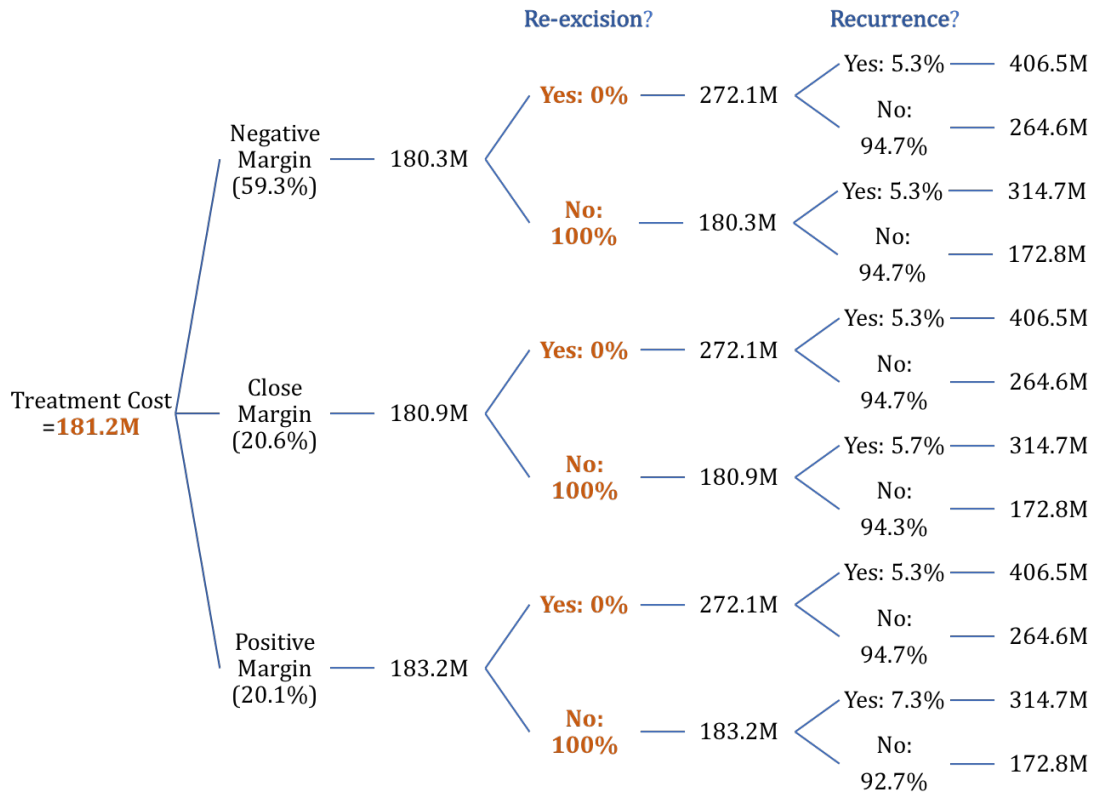 Re-excision?
Recurrence?
Yes: 5.3%
406.5M
Yes: 0%
272.1M
No:
94.7%
264.6M
Negative
Margin
(59.3%)
180.3M
Yes: 5.3%
314.7M
No:
100%
180.3M
No:
94.7%
172.8M
Yes: 5.3%
406.5M
Yes: 0%
272.1M
No:
94.7%
264.6M
Treatment Cost
=181.2M
Close
Margin
(20.6%)
180.9M
Yes: 5.7%
314.7M
No:
100%
180.9M
No:
94.3%
172.8M
Yes: 5.3%
406.5M
Yes: 0%
272.1M
No:
94.7%
264.6M
Positive
Margin
(20.1%)
183.2M
Yes: 7.3%
314.7M
No:
100%
183.2M
No:
92.7%
172.8M